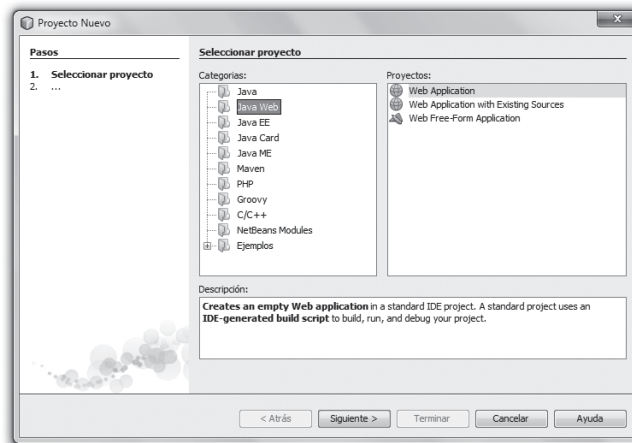 Proyecto Nuevo
x
Pasos
1. Seleccionar proyecto
2. ...
Seleccionar proyecto
Categorias:
Java
Java Web
Java EE
Java Card
Java ME
Maven
PHP
Groovy
C/C++
NetBeans Modules
Ejemplos
Proyectos:
Web Application
Web Application with Existing Sources
Web Free-Form Application
Descripción:
Creates an empty Web application in a standard IDE project. A standard project uses an
IDE-generated build script to build, run, and debug your project.
< Atrás
Siguiente >
Terminar
Cancelar
Ayuda